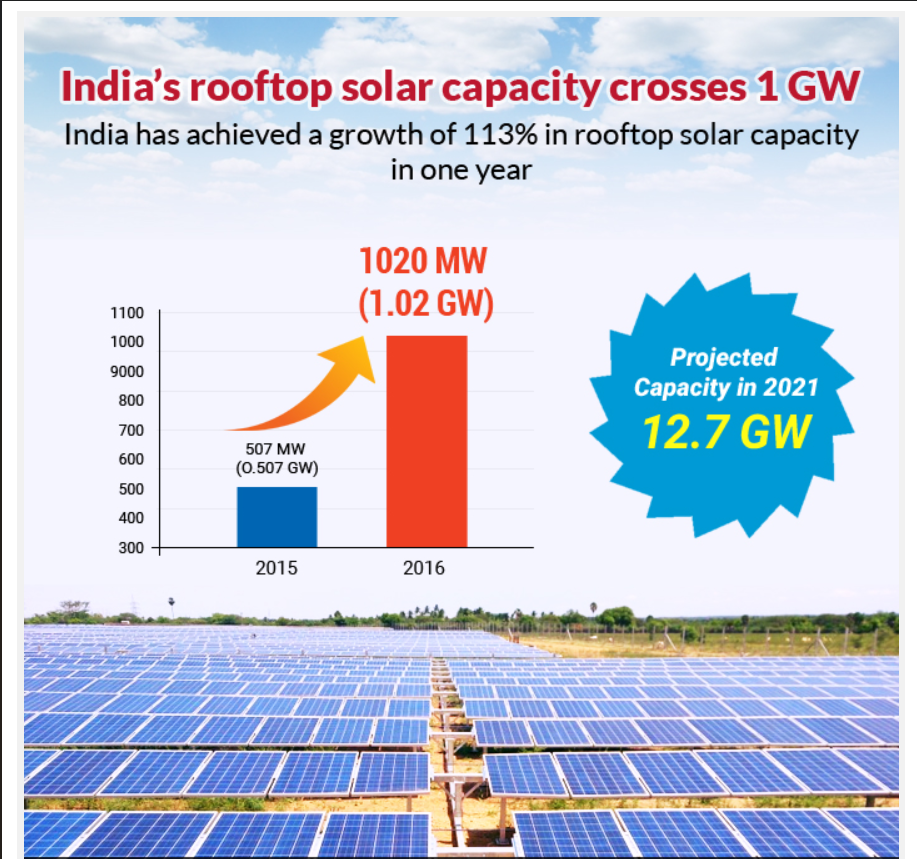 India's rooftop solar capacity crosses 1 GW
India has achieved a growth of 113% in rooftop solar capacity
in one year
1020 MW
(1.02 GW)
1100
1000
9000
800
700
600
500
400
300
507 MW
(O.507 GW)
2015
2016
Projected
Capacity in 2021
12.7 GW